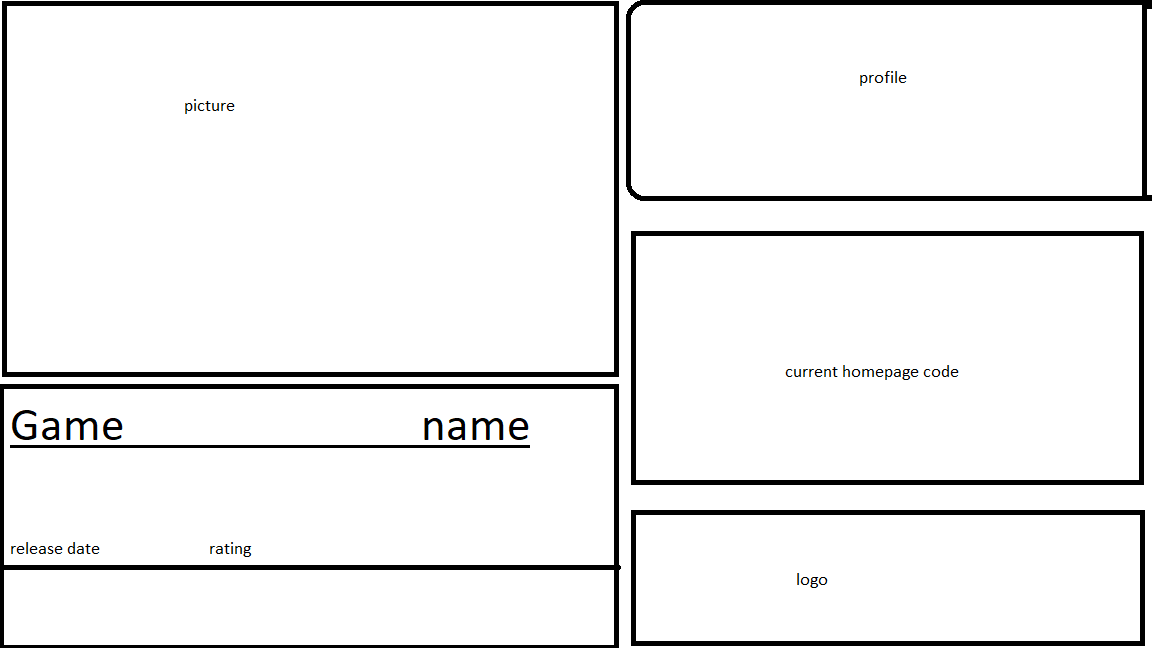 picture
Game name
release date rating
profile
current homepage code
logo